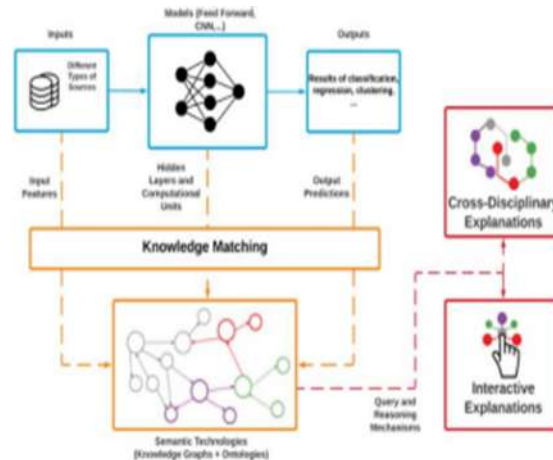 Inputs
Models (Feed Forward,
CNN,...)
Outputs
Different
Types of
Sources
Results of classification,
regression, clustering,
...
Input
Features
Hidden
Layers and
Computational
Units
Output
Predictions
Knowledge Matching
Cross-Disciplinary
Explanations
Interactive
Explanations
Query and
Reasoning
Mechanisms
Semantic Technologies
(Knowledge Graphs + Ontologies)